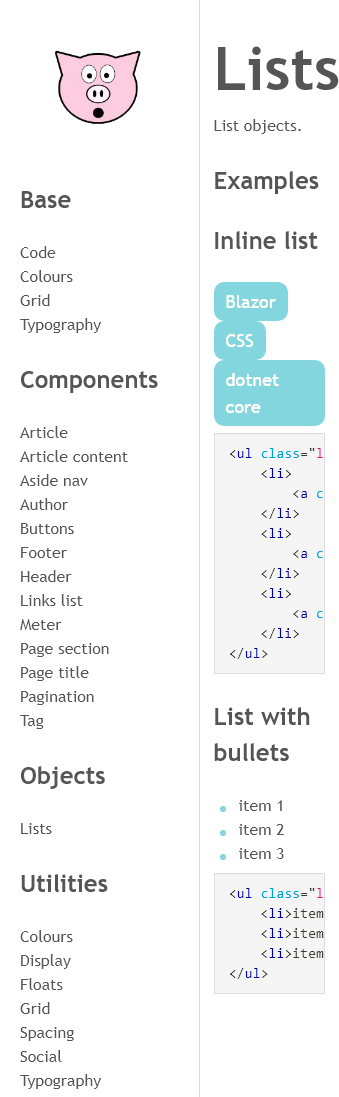 Base
Code
Colours
Grid
Typography
Components
Article
Article content
Aside nav
Author
Buttons
Footer
Header
Links list
Meter
Page section
Page title
Pagination
Tag
Objects
Lists
Utilities
Colours
Display
Floats
Grid
Spacing
Social
Typography
Lists
List objects.
Examples
Inline list
Blazor
CSS
dotnet
core
<ul class="l
<li>
<a c
</li>
<li>
<a c
</li>
<li>
<a c
</li>
</ul>
List with
bullets
item 1
item 2
item 3
<ul class="l
<li>item
<li>item
<li>item
</ul>